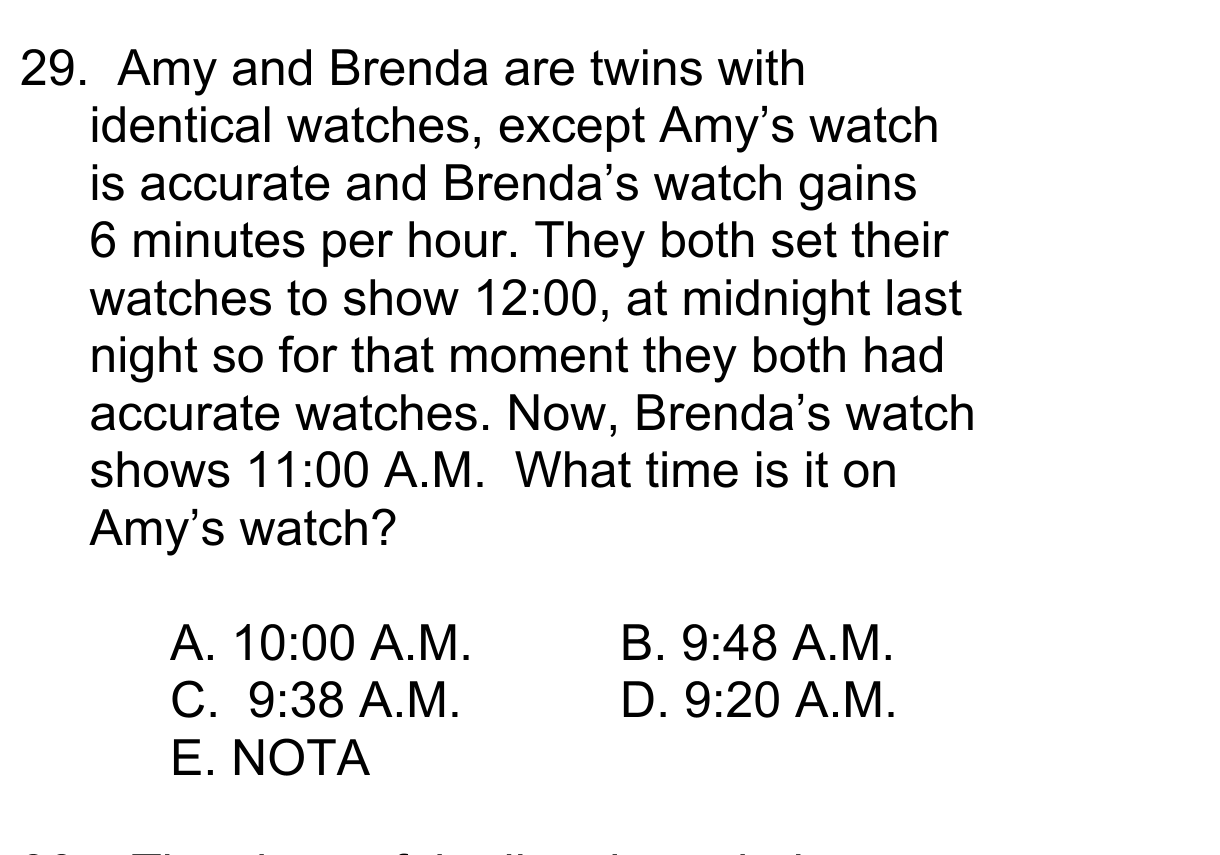 29. Amy and Brenda are twins with
identical watches, except Amy’s watch
is accurate and Brenda’s watch gains
6 minutes per hour. They both set their
watches to show 12:00, at midnight last
night so for that moment they both had
accurate watches. Now, Brenda’s watch
shows 11:00 A.M. What time is it on
Amy’s watch?
A. 10:00 A.M. B. 9:48 A.M.
C. 9:38 A.M. D. 9:20 A.M.
E. NOTA